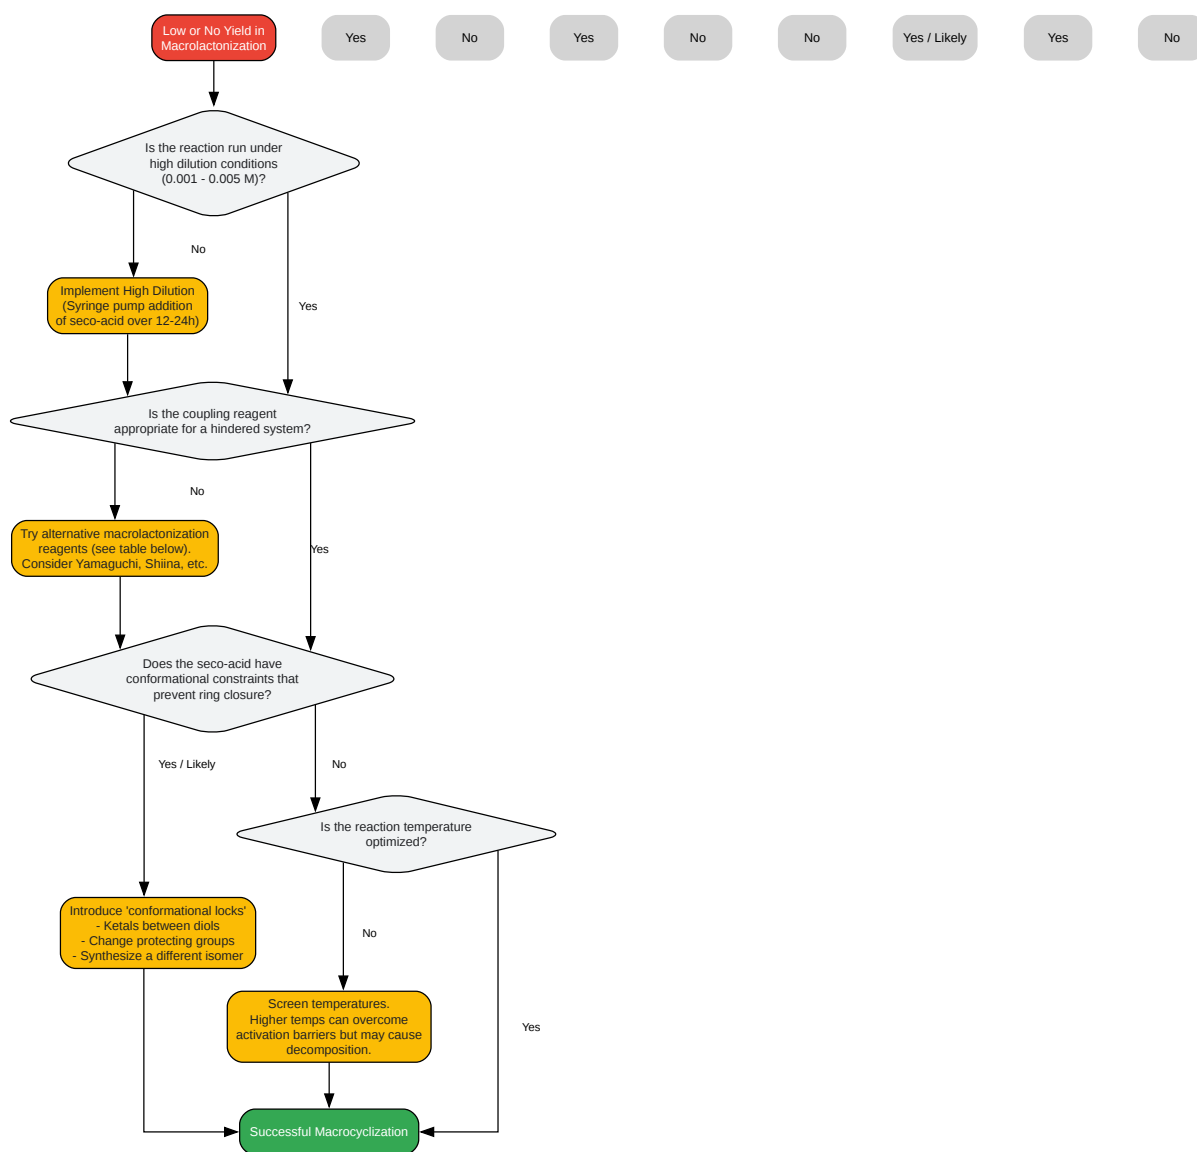 Low or No Yield in
Macrolactonization
Yes
No
Yes
No
No
Yes / Likely
Yes
No
Is the reaction run under
high dilution conditions
(0.001 - 0.005 M)?
No
Implement High Dilution
(Syringe pump addition
of seco-acid over 12-24h)
Yes
Is the coupling reagent
appropriate for a hindered system?
No
Try alternative macrolactonization
reagents (see table below).
Consider Yamaguchi, Shiina, etc.
Yes
Does the seco-acid have
conformational constraints that
prevent ring closure?
Yes / Likely
No
Is the reaction temperature
optimized?
Introduce 'conformational locks'
- Ketals between diols
- Change protecting groups
- Synthesize a different isomer
No
Screen temperatures.
Higher temps can overcome
activation barriers but may cause
decomposition.
Yes
Successful Macrocyclization